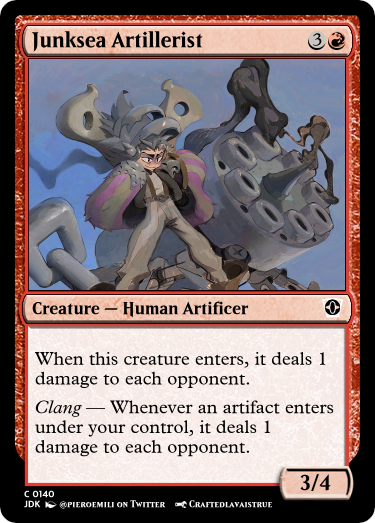 Junksea Artillerist 3
Creature — Human Artificer
When this creature enters, it deals 1
damage to each opponent.
Clang — Whenever an artifact enters
under your control, it deals 1
damage to each opponent.
3/4
C 0140
JDK @pieroemili on Twitter Craftedlavaistrue